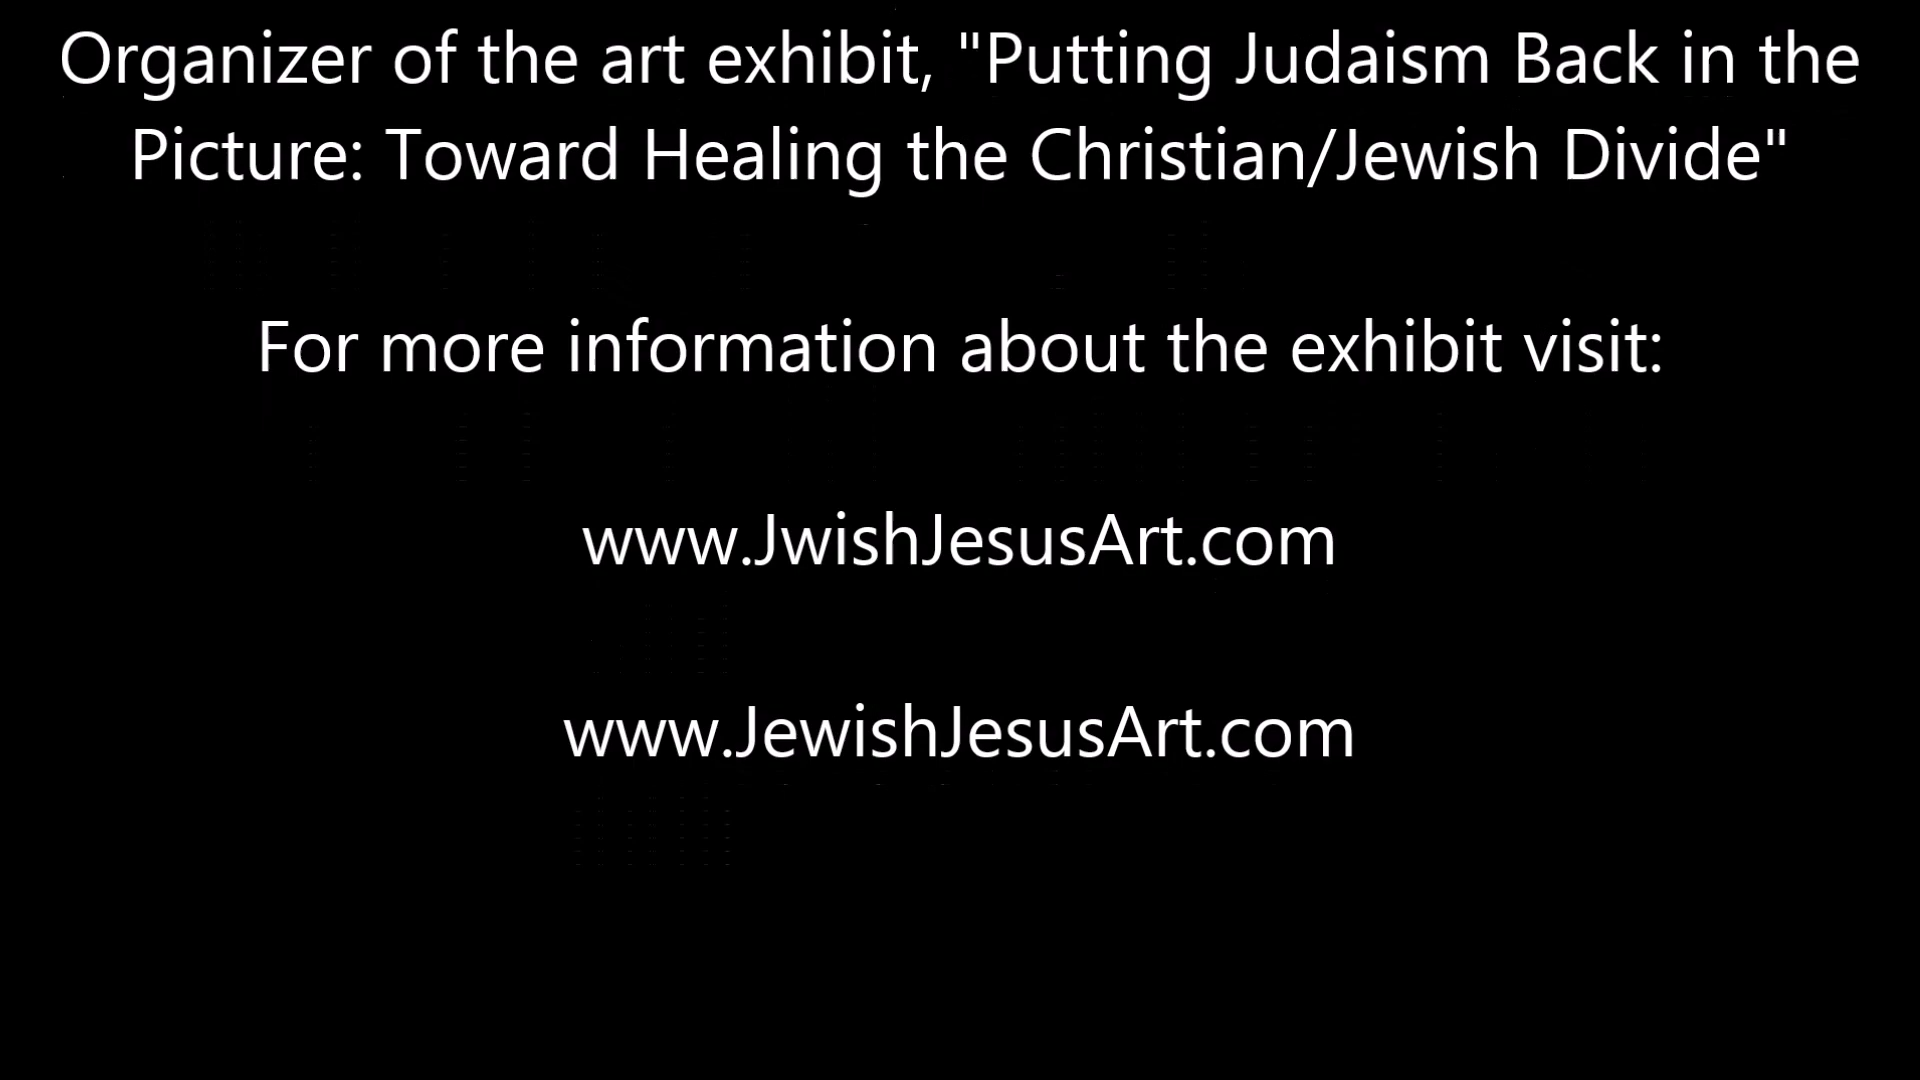 Organizer of the art exhibit, "Putting Judaism Back in the
Picture: Toward Healing the Christian/Jewish Divide"
For more information about the exhibit visit:
www.JwishJesusArt.com
www.JewishJesusArt.com